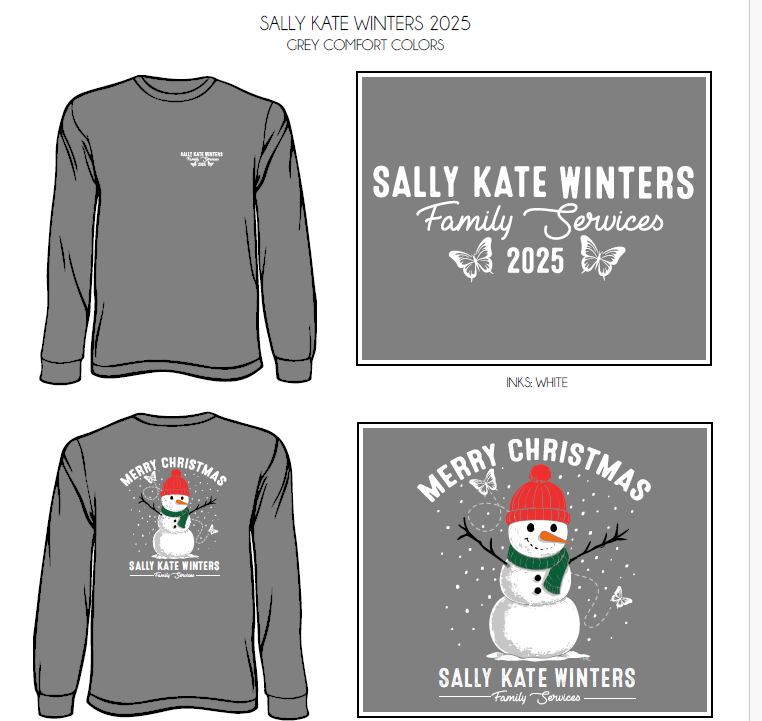 SALLY KATE WINTERS 2025
GREY COMFORT COLORS
SALLY KATE WINTERS
Family Services
2025
SALLY KATE WINTERS
Family Services
2025
INKS: WHITE
MERRY CHRISTMAS
SALLY KATE WINTERS
Family Services
MERRY CHRISTMAS
SALLY KATE WINTERS
Family Services